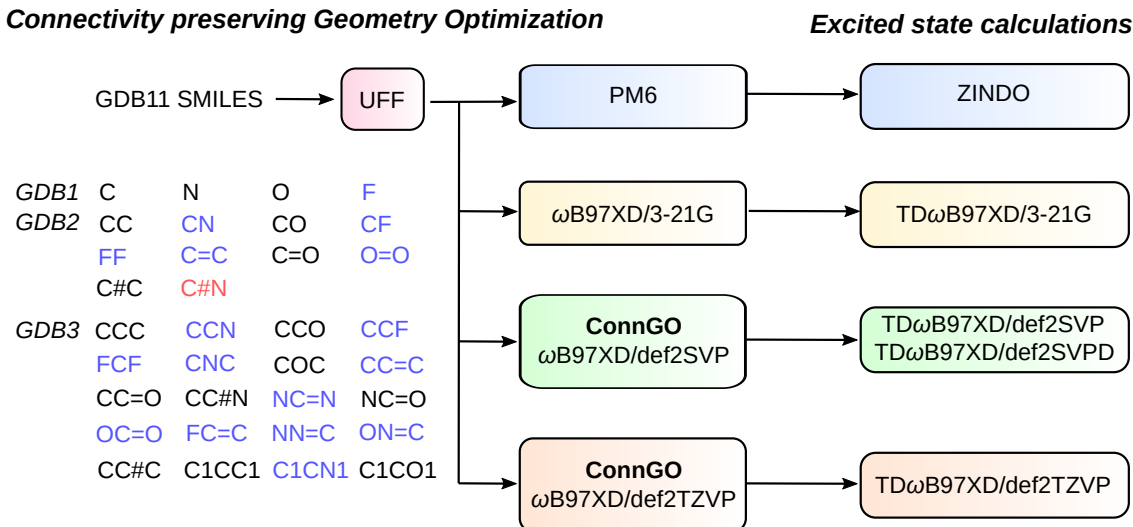 Connectivity preserving Geometry Optimization
Excited state calculations
GDB11 SMILES
UFF
PM6
ZINDO
ωB97XD/3-21G
TDωB97XD/3-21G
ConnGO
ωB97XD/def2SVP
TDωB97XD/def2SVP
TDωB97XD/def2SVPD
ConnGO
ωB97XD/def2TZVP
TDωB97XD/def2TZVP
GDB1 C N O F
GDB2 CC CN CO CF
FF C=C C=O O=O
C#C C#N
GDB3 CCC CCN CCO CCF
FCF CNC COC CC=C
CC=O CC#N NC=N NC=O
OC=O FC=C NN=C ON=C
CC#C C1CC1 C1CN1 C1CO1